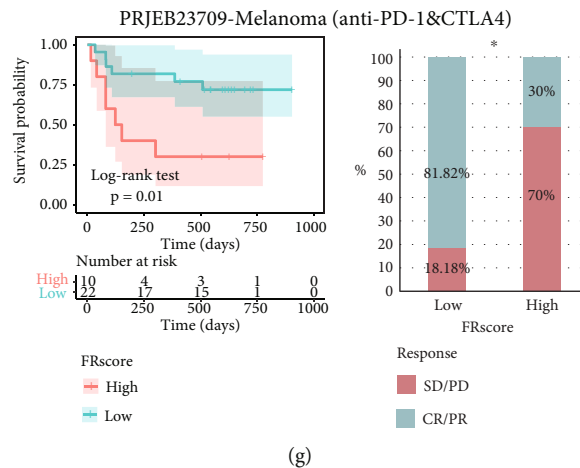 PRJEB23709-Melanoma (anti-PD-1&CTLA4)
Survival probability
1.00
0.75
0.50
0.25
0.00
Log-rank test
p = 0.01
0 250 500 750 1000
Time (days)
Number at risk
High 10 4 3 1 0
Low 22 17 15 1 0
0 250 500 750 1000
Time (days)
FRscore
High
Low
*
%
100
90
80
70
60
50
40
30
20
10
0
81.82%
18.18%
30%
70%
Low High
FRscore
Response
SD/PD
CR/PR
(g)